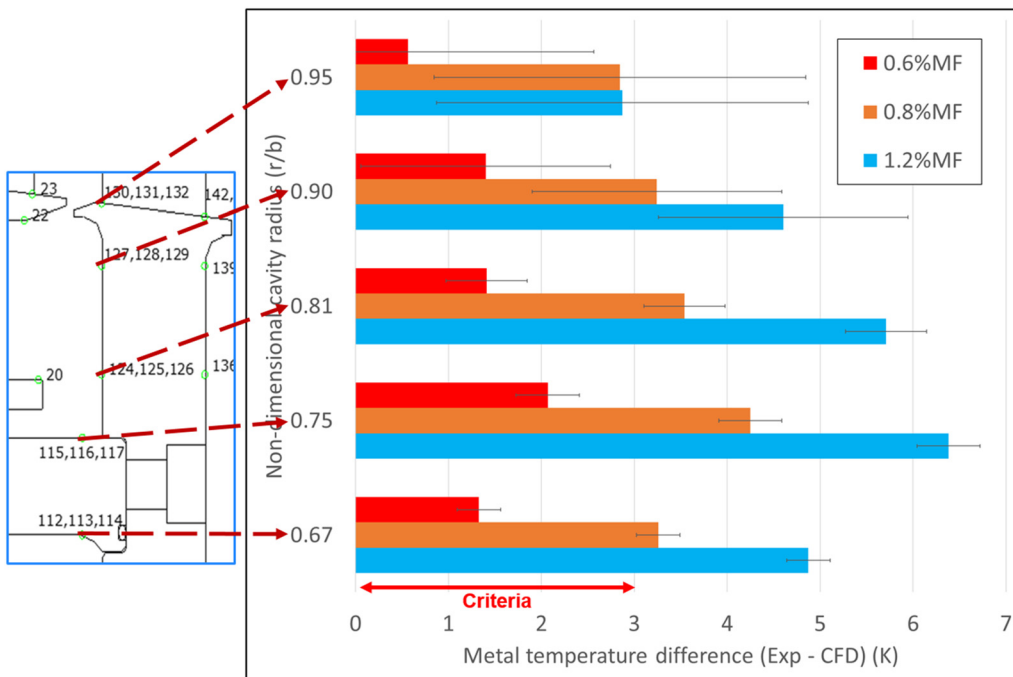 23
22
130,131,132
142,
127,128,129
139
20
124,125,126
136
115,116,117
112,113,114
Non-dimensional cavity radius (r/b)
0.95
0.90
0.81
0.75
0.67
0.6%MF
0.8%MF
1.2%MF
Criteria
0 1 2 3 4 5 6 7
Metal temperature difference (Exp - CFD) (K)